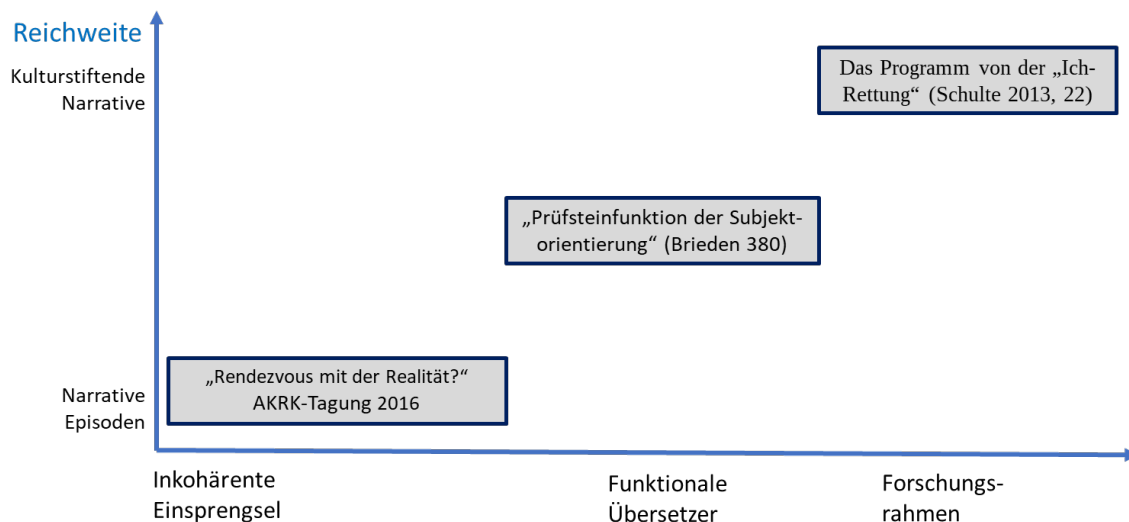 Reichweite
Kulturstiftende
Narrative
Das Programm von der „Ich-
Rettung“ (Schulte 2013, 22)
„Prüfsteinfunktion der Subjekt-
orientierung“ (Brieden 380)
„Rendezvous mit der Realität?“
AKRK-Tagung 2016
Narrative
Episoden
Inkohärente
Einsprengsel
Funktionale
Übersetzer
Forschungs-
rahmen